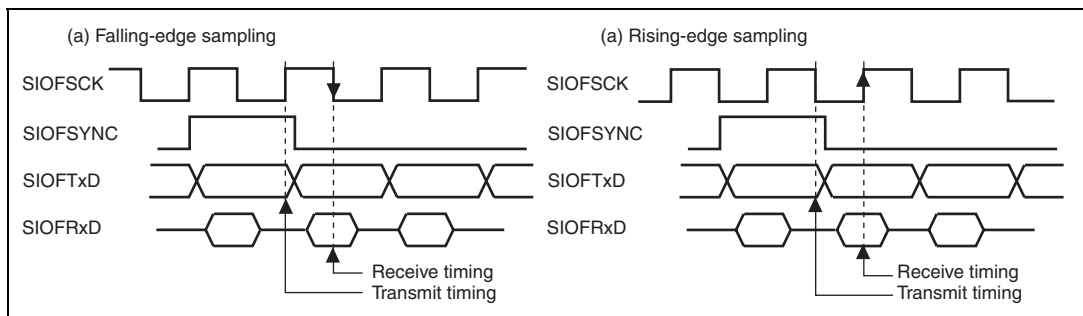 (a) Falling-edge sampling
SIOFSCK
SIOFSYNC
SIOFTxD
SIOFRxD
Receive timing
Transmit timing
(a) Rising-edge sampling
SIOFSCK
SIOFSYNC
SIOFTxD
SIOFRxD
Receive timing
Transmit timing